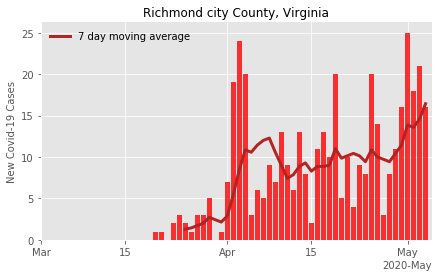 Richmond city County, Virginia
7 day moving average
New Covid-19 Cases
25
20
15
10
5
0
Mar
15
Apr
15
May
2020-May